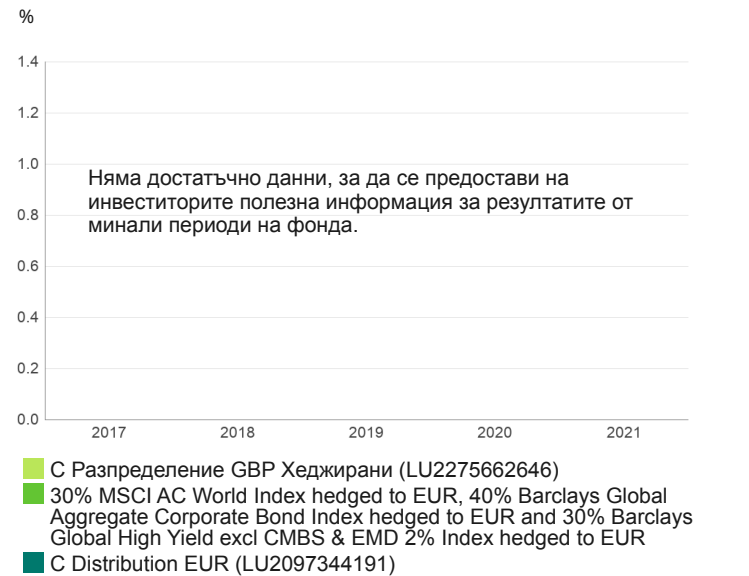 %
1.4
1.2
1.0
Няма достатъчно данни, за да се предостави на
инвеститорите полезна информация за резултатите от
0.8
минали периоди на фонда.
0.6
0.4
0.2
0.0
2017 2018 2019 2020 2021
C Разпределение GBP Хеджирани (LU2275662646)
30% MSCI AC World Index hedged to EUR, 40% Barclays Global
Aggregate Corporate Bond Index hedged to EUR and 30% Barclays
Global High Yield excl CMBS & EMD 2% Index hedged to EUR
C Distribution EUR (LU2097344191)